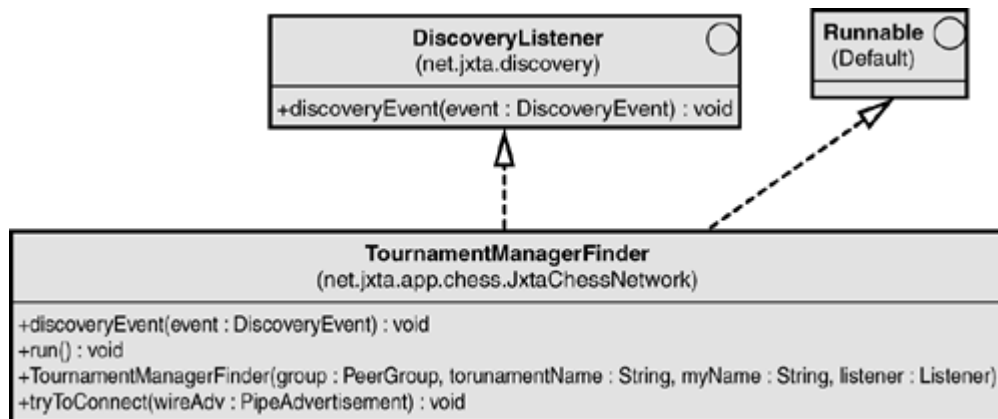 DiscoveryListener
(net.jxta.discovery)
+discoveryEvent(event : DiscoveryEvent) : void
Runnable
(Default)
TournamentManagerFinder
(net.jxta.app.chess.JxtaChessNetwork)
+discoveryEvent(event : DiscoveryEvent) : void
+run() : void
+TournamentManagerFinder(group : PeerGroup, torunamentName : String, myName : String, listener : Listener)
+tryToConnect(wireAdv : PipeAdvertisement) : void